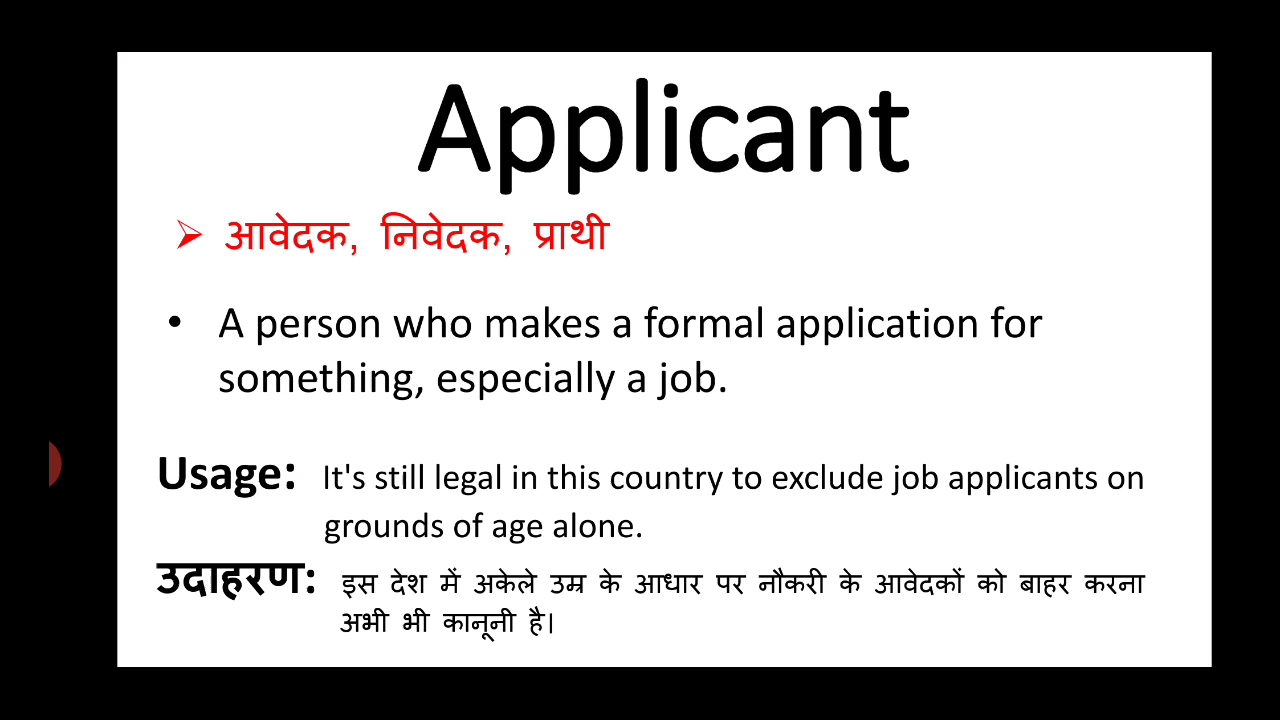 Applicant
➢ आवेदक, निवेदक, प्राथी
• A person who makes a formal application for
something, especially a job.
Usage: It's still legal in this country to exclude job applicants on
grounds of age alone.
उदाहरण: इस देश में अकेले उम्र के आधार पर नौकरी के आवेदकों को बाहर करना
अभी भी कानूनी है।